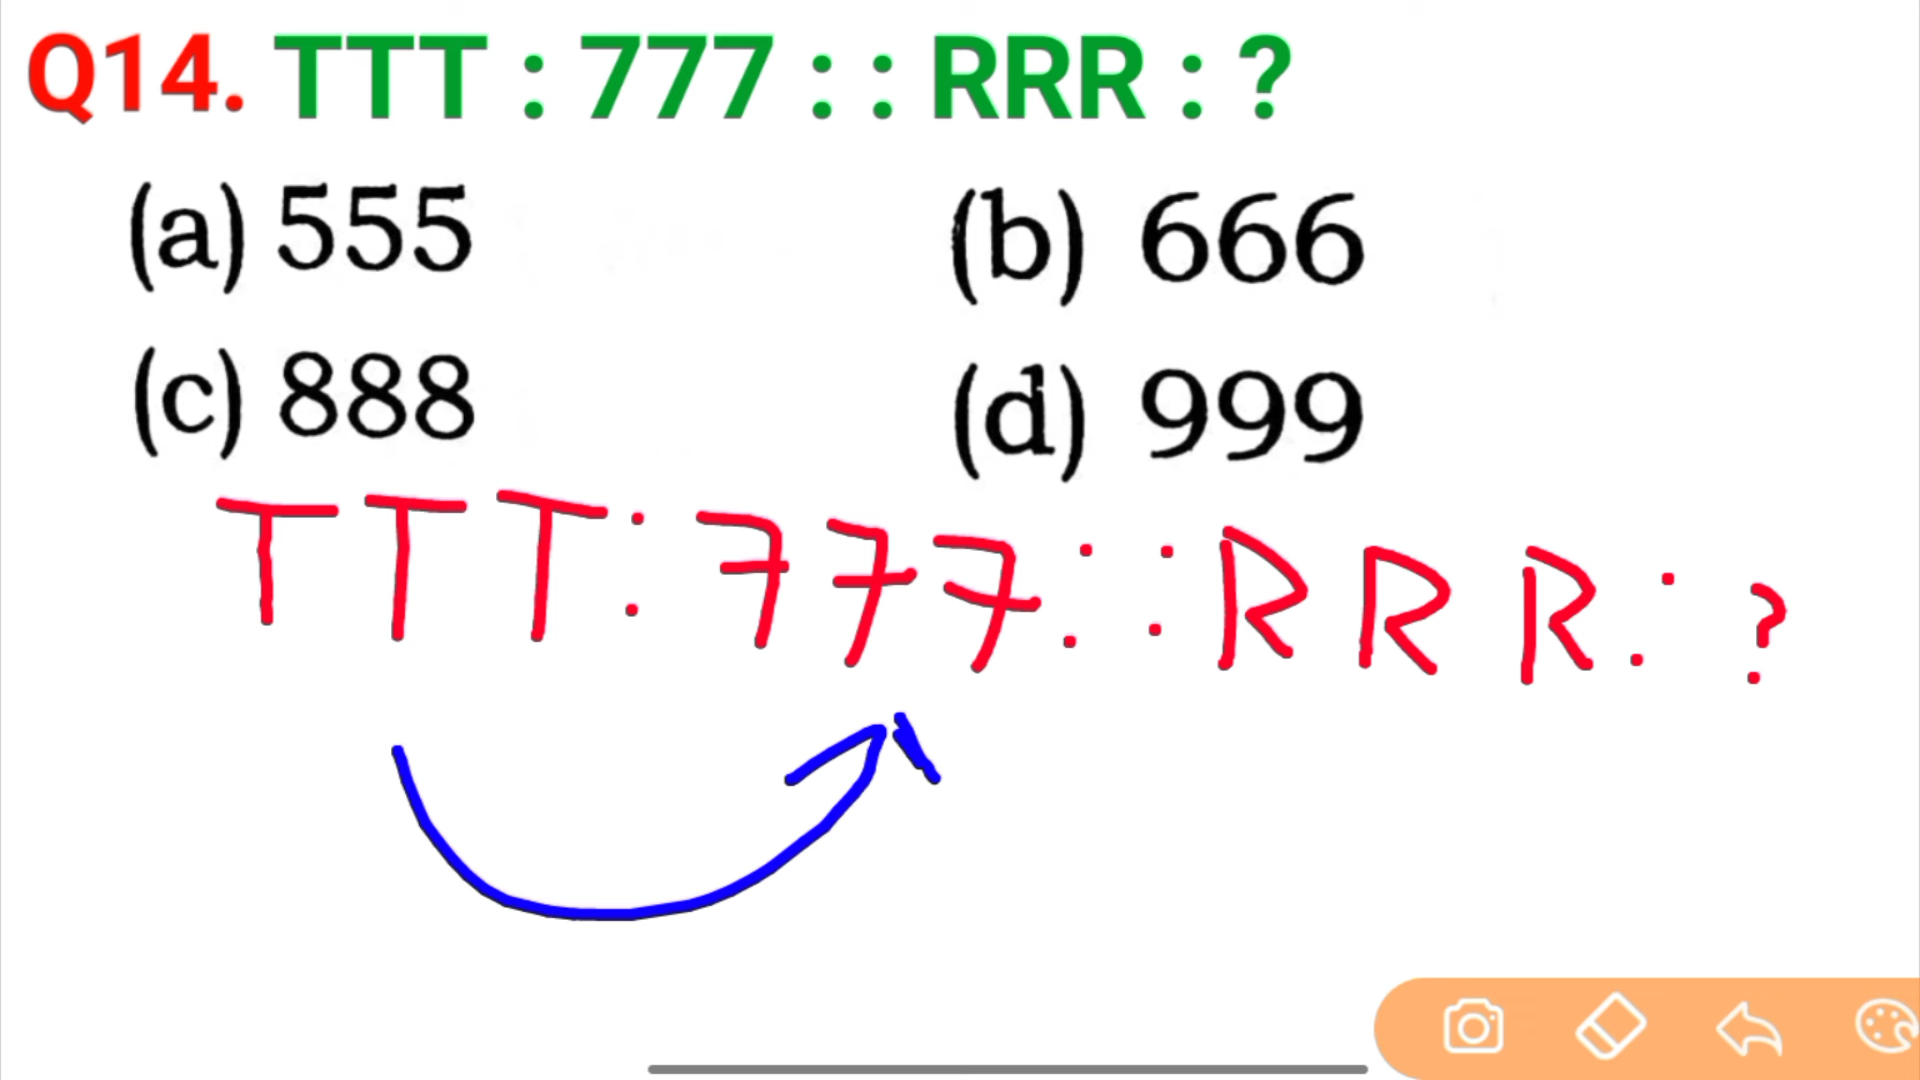 Q14. TTT : 777 : : RRR : ?
(a) 555 (b) 666
(c) 888 (d) 999
TTT : 777 : : RRR : ?